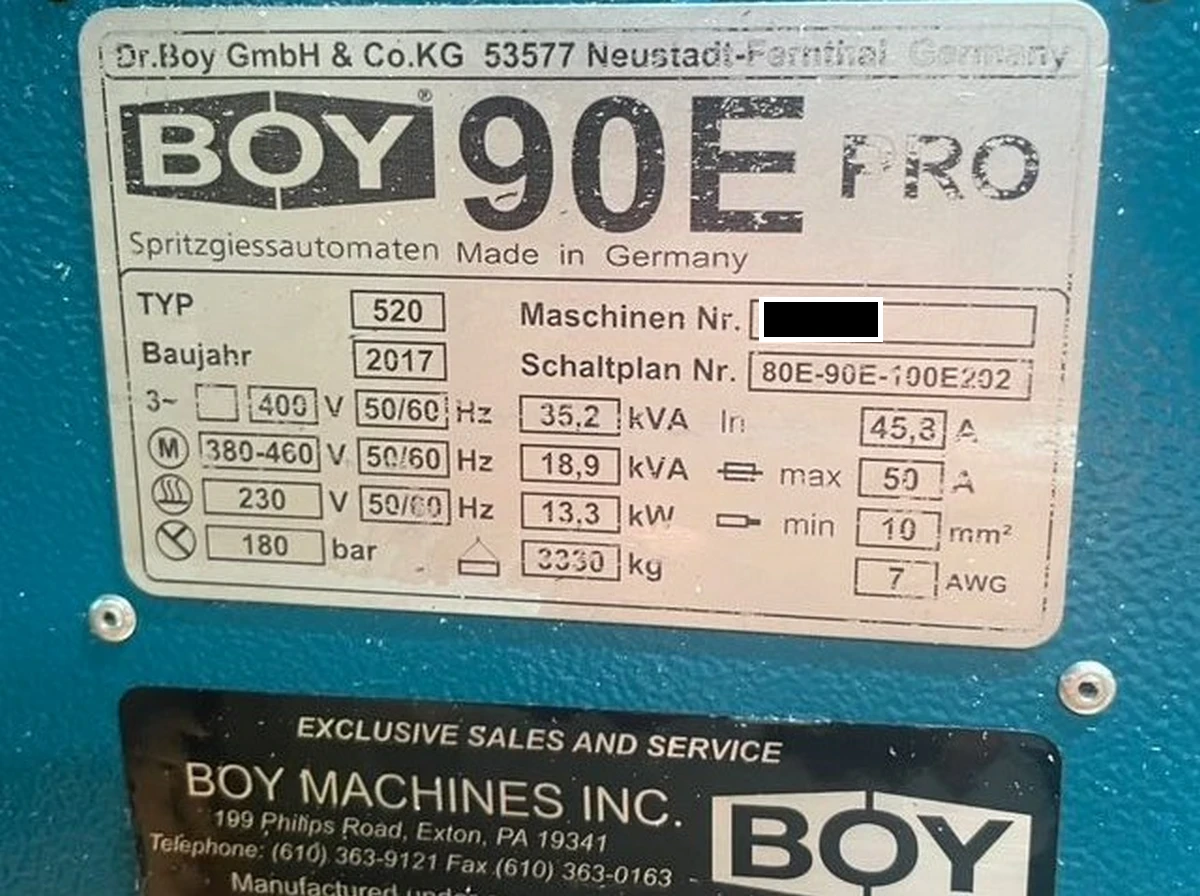 Dr.Boy GmbH & Co.KG 53577 Neustadt-Fernthal Germany
BOY® 90E PRO
Spritzgiessautomaten Made in Germany
TYP 520 Maschinen Nr.
Baujahr 2017 Schaltplan Nr. 80E-90E-100E202
3~ 400 V 50/60 Hz 35,2 kVA In 45,8 A
M 380-460 V 50/60 Hz 18,9 kVA max 50 A
230 V 50/60 Hz 13,3 kW min 10 mm²
180 bar 3330 kg 7 AWG
EXCLUSIVE SALES AND SERVICE
BOY MACHINES INC.
199 Philips Road, Exton, PA 19341
Telephone: (610) 363-9121 Fax (610) 363-0163
BOY
Manufactured